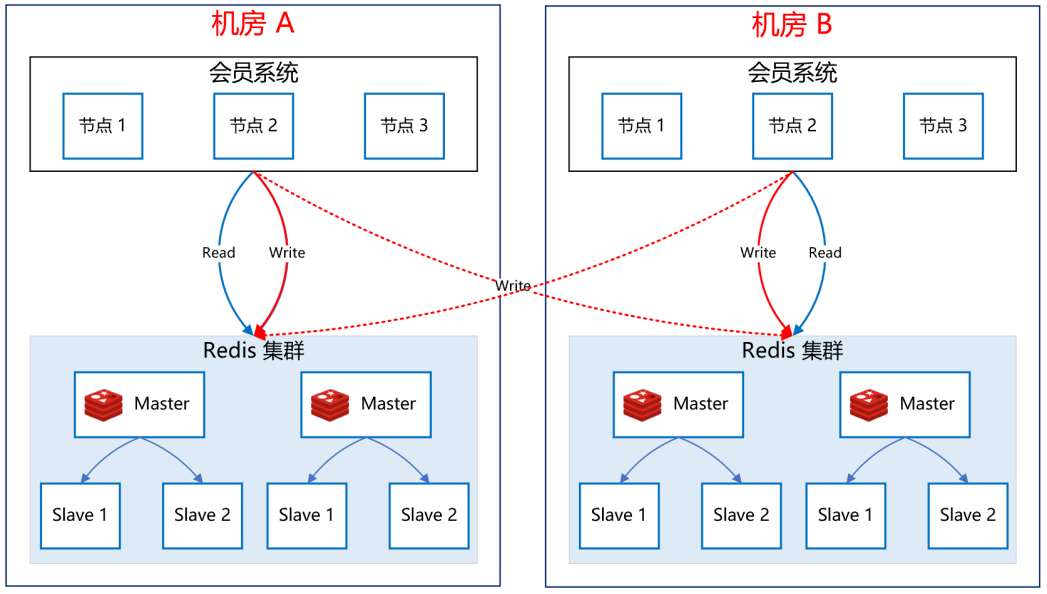 机房 A
机房 B
会员系统
会员系统
节点 1
节点 2
节点 3
节点 1
节点 2
节点 3
Read
Write
Write
Read
Write
Redis 集群
Redis 集群
Master
Master
Master
Master
Slave 1
Slave 2
Slave 1
Slave 2
Slave 1
Slave 2
Slave 1
Slave 2